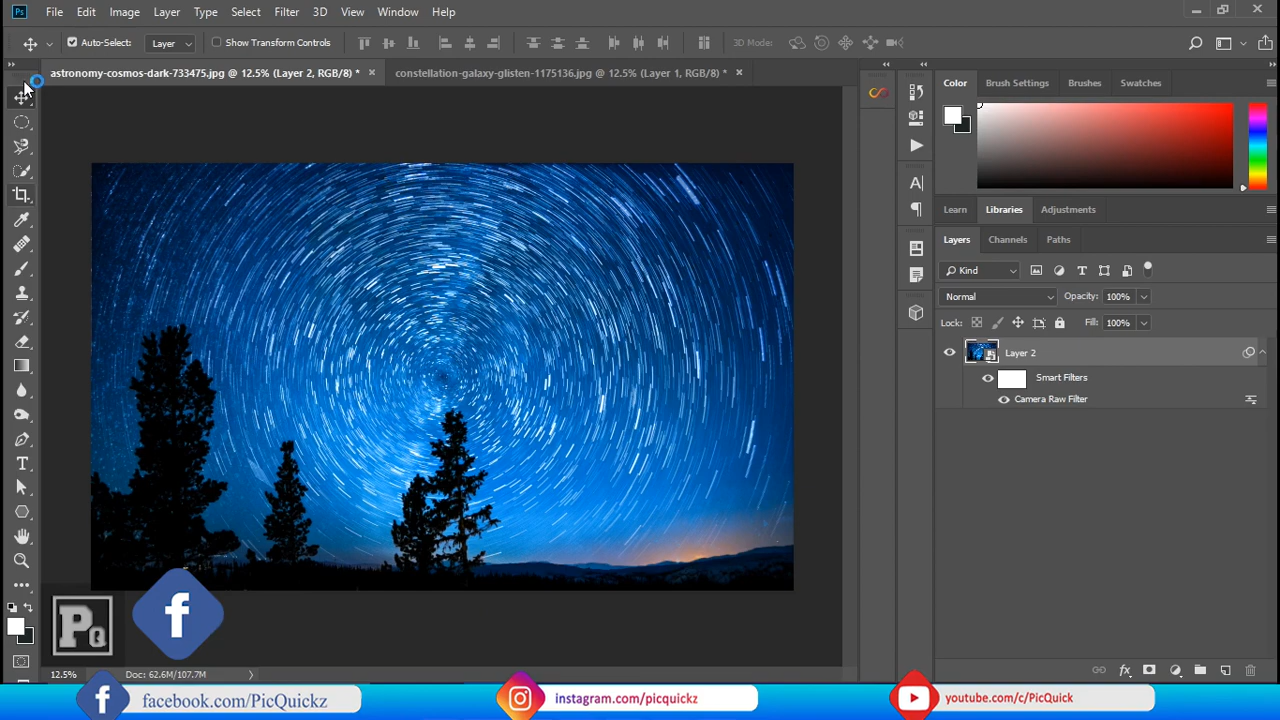 Ps File Edit Image Layer Type Select Filter 3D View Window Help
Auto-Select: Layer Show Transform Controls 3D Mode:
astronomy-cosmos-dark-733475.jpg @ 12.5% (Layer 2, RGB/8) * × constellation-galaxy-glisten-1175136.jpg @ 12.5% (Layer 1, RGB/8) * ×
Color Brush Settings Brushes Swatches
Learn Libraries Adjustments
Layers Channels Paths
Kind
Normal Opacity: 100%
Lock: Fill: 100%
Layer 2
Smart Filters
Camera Raw Filter
PQ f
12.5% Doc: 62.6M/107.7M
f facebook.com/PicQuickz instagram.com/picquickz youtube.com/c/PicQuick